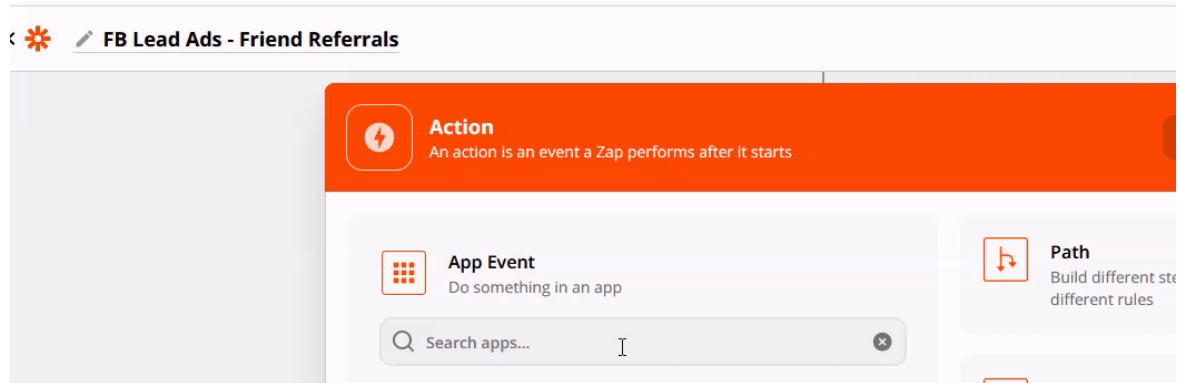 FB Lead Ads - Friend Referrals
Action
An action is an event a Zap performs after it starts
App Event
Do something in an app
Search apps...
Path
Build different
different rules